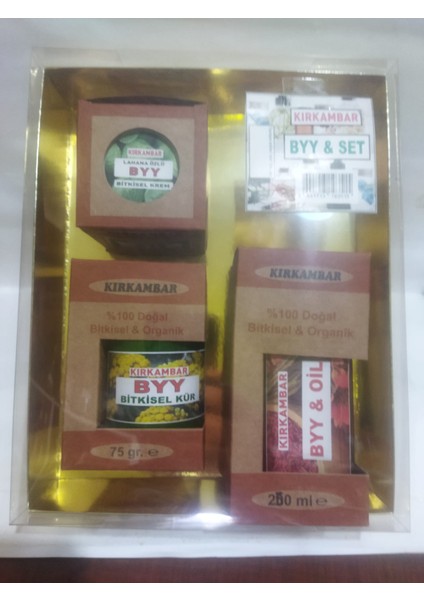 KIRKAMBAR
LAHANA ÖZLÜ
BYY
BİTKİSEL KREM
KIRKAMBAR
BYY & SET
KIRKAMBAR
%100 Doğal
Bitkisel & Organik
KIRKAMBAR
BYY
BİTKİSEL KÜR
75 gr. e
KIRKAMBAR
%100 Doğal
Bitkisel & Organik
KIRKAMBAR
BYY & OİL
250 ml e